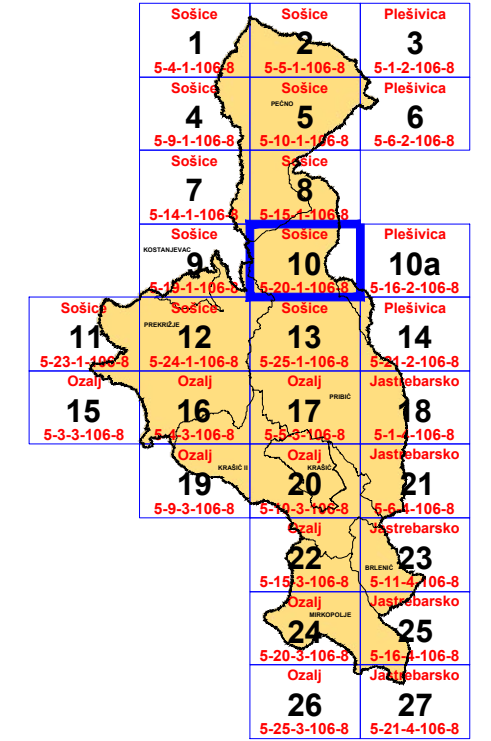 Sošice Sošice Plešivica
1 2 3
5-4-1-106-8 5-5-1-106-8 5-1-2-106-8
Sošice Sošice Plešivica
PEČNO
4 5 6
5-9-1-106-8 5-10-1-106-8 5-6-2-106-8
Sošice Sošice
7 8
5-14-1-106-8 5-15-1-106-8
Sošice Sošice Plešivica
KOSTANJEVAC
9 10 10a
5-19-1-106-8 5-20-1-106-8 5-16-2-106-8
Sošice Sošice Sošice Plešivica
PREKRIŽJE
11 12 13 14
5-23-1-106-8 5-24-1-106-8 5-25-1-106-8 5-21-2-106-8
Ozalj Ozalj Ozalj Jastrebarsko
PRIBIĆ
15 16 17 18
5-3-3-106-8 5-4-3-106-8 5-5-3-106-8 5-1-4-106-8
Ozalj Ozalj Jastrebarsko
KRAŠIĆ II KRAŠIĆ
19 20 21
5-9-3-106-8 5-10-3-106-8 5-6-4-106-8
Ozalj Jastrebarsko
22 23
BRLENIĆ
5-15-3-106-8 5-11-4-106-8
Ozalj Jastrebarsko
MIRKOPOLJE
24 25
5-20-3-106-8 5-16-4-106-8
Ozalj Jastrebarsko
26 27
5-25-3-106-8 5-21-4-106-8